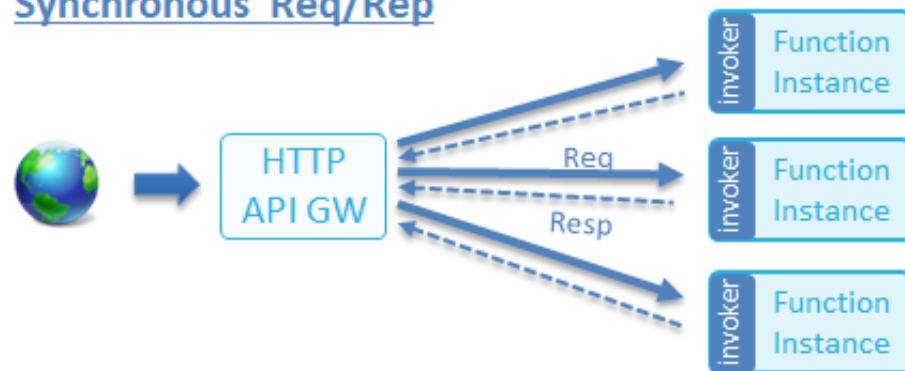 Synchronous Req/Rep
invoker
Function
Instance
HTTP
API GW
Req
Resp
invoker
Function
Instance
invoker
Function
Instance